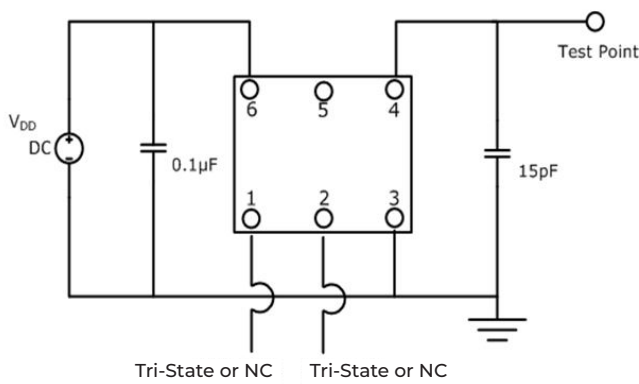 Test Point
6 5 4
V_DD
DC
+
-
0.1µF
15pF
1 2 3
Tri-State or NC Tri-State or NC